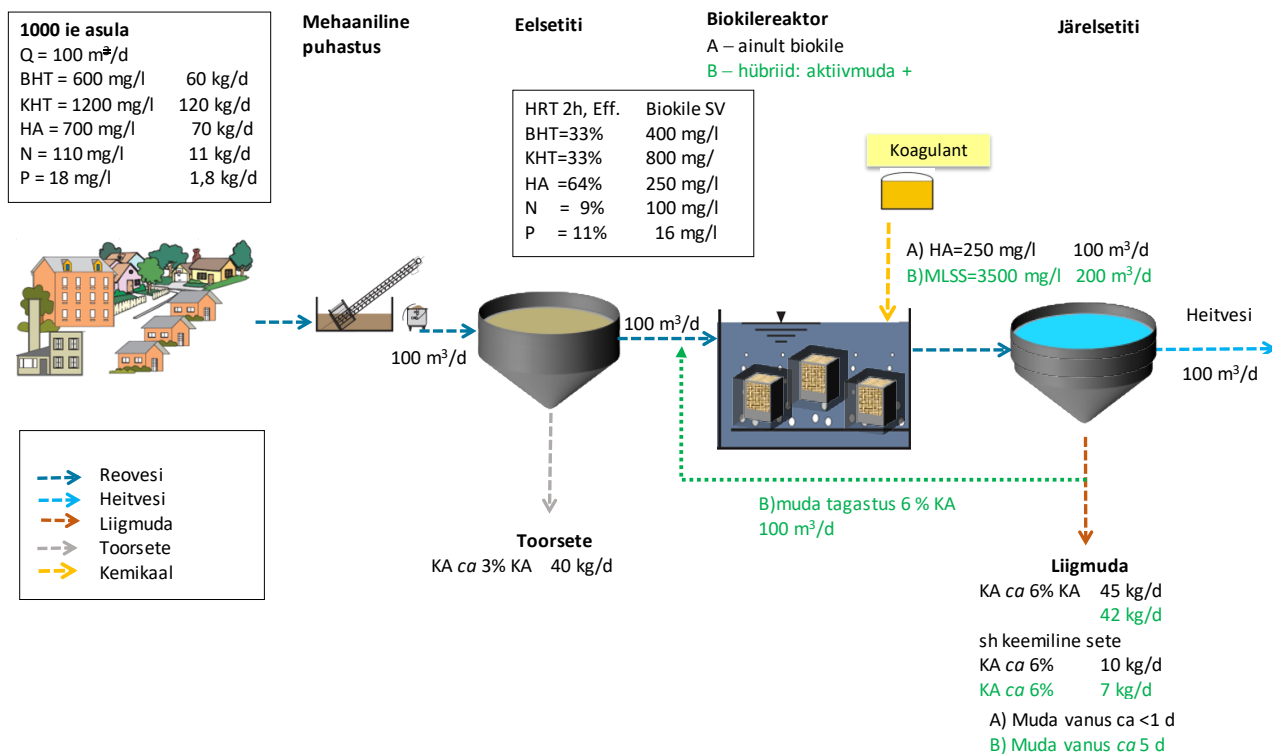 1000 ie asula
Q = 100 m³/d
BHT = 600 mg/l 60 kg/d
KHT = 1200 mg/l 120 kg/d
HA = 700 mg/l 70 kg/d
N = 110 mg/l 11 kg/d
P = 18 mg/l 1,8 kg/d
Mehaaniline
puhastus
Eelsetiti
Biokilereaktor
A – ainult biokile
B – hübriid: aktiivmuda +
Järelsetiti
HRT 2h, Eff. Biokile SV
BHT=33% 400 mg/l
KHT=33% 800 mg/
HA =64% 250 mg/l
N = 9% 100 mg/l
P = 11% 16 mg/l
Koagulant
A) HA=250 mg/l 100 m³/d
B)MLSS=3500 mg/l 200 m³/d
100 m³/d
100 m³/d
Heitvesi
100 m³/d
Reovesi
Heitvesi
Liigmuda
Toorsete
Kemikaal
B)muda tagastus 6 % KA
100 m³/d
Toorsete
KA ca 3% KA 40 kg/d
Liigmuda
KA ca 6% KA 45 kg/d
42 kg/d
sh keemiline sete
KA ca 6% 10 kg/d
KA ca 6% 7 kg/d
A) Muda vanus ca <1 d
B) Muda vanus ca 5 d